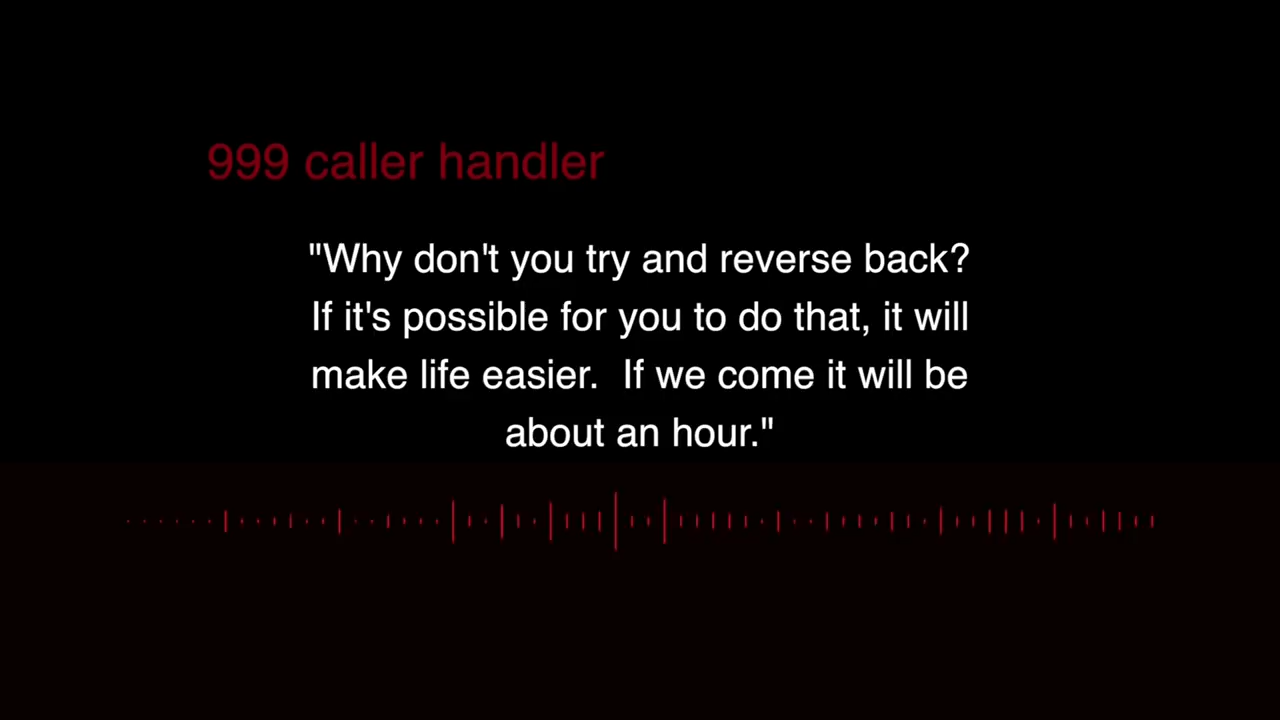 999 caller handler
"Why don't you try and reverse back?
If it's possible for you to do that, it will
make life easier.  If we come it will be
about an hour."